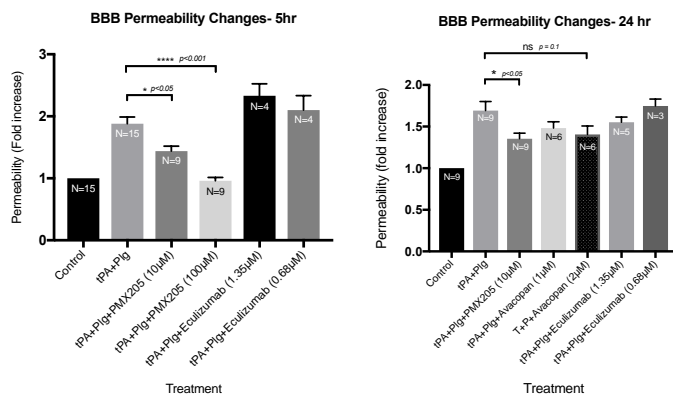 BBB Permeability Changes- 5hr
**** p<0.001
* p<0.05
Permeability (Fold increase)
3
2
1
0
N=15
N=15
N=9
N=9
N=4
N=4
Control
tPA+Plg
tPA+Plg+PMX205 (10µM)
tPA+Plg+PMX205 (100µM)
tPA+Plg+Eculizumab (1.35µM)
tPA+Plg+Eculizumab (0.68µM)
Treatment
BBB Permeability Changes- 24 hr
ns p = 0.1
* p<0.05
Permeability (fold increase)
2.0
1.5
1.0
0.5
0.0
N=9
N=9
N=9
N=6
N=6
N=5
N=3
Control
tPA+Plg
tPA+Plg+PMX205 (10µM)
tPA+Plg+Avacopan (1µM)
T+P+Avacopan (2µM)
tPA+Plg+Eculizumab (1.35µM)
tPA+Plg+Eculizumab (0.68µM)
Treatment